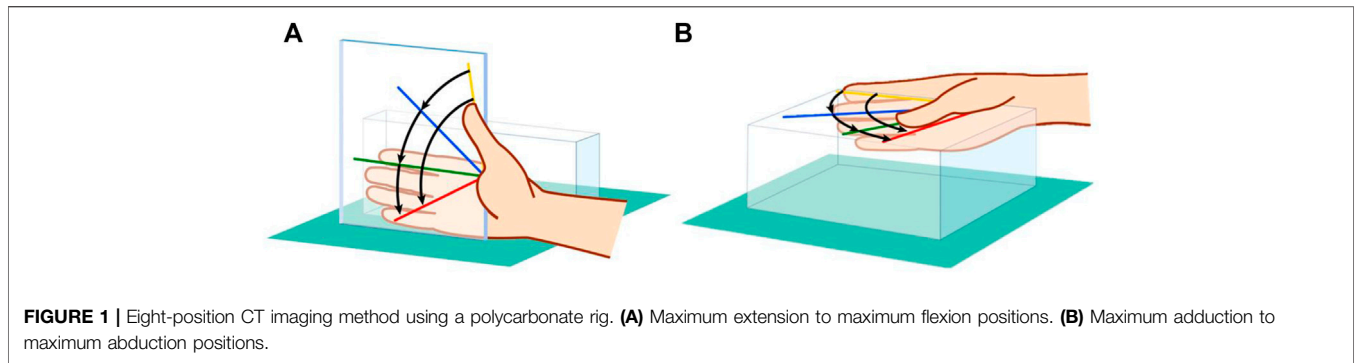 A
B
FIGURE 1 | Eight-position CT imaging method using a polycarbonate rig. (A) Maximum extension to maximum flexion positions. (B) Maximum adduction to
maximum abduction positions.